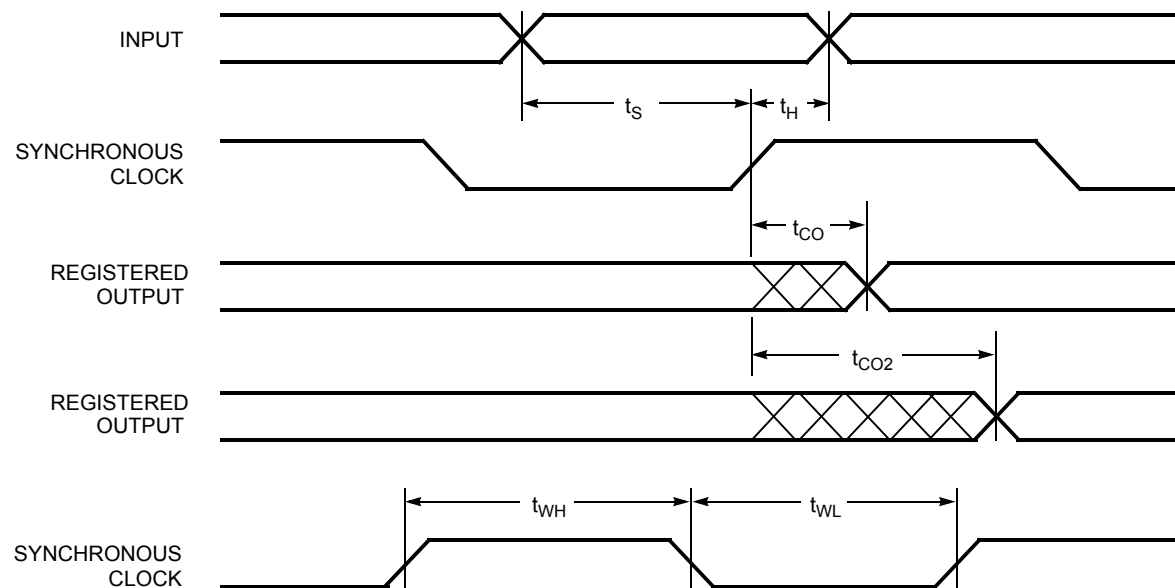 INPUT
tS
tH
SYNCHRONOUS
CLOCK
tCO
REGISTERED
OUTPUT
tCO2
REGISTERED
OUTPUT
tWH
tWL
SYNCHRONOUS
CLOCK